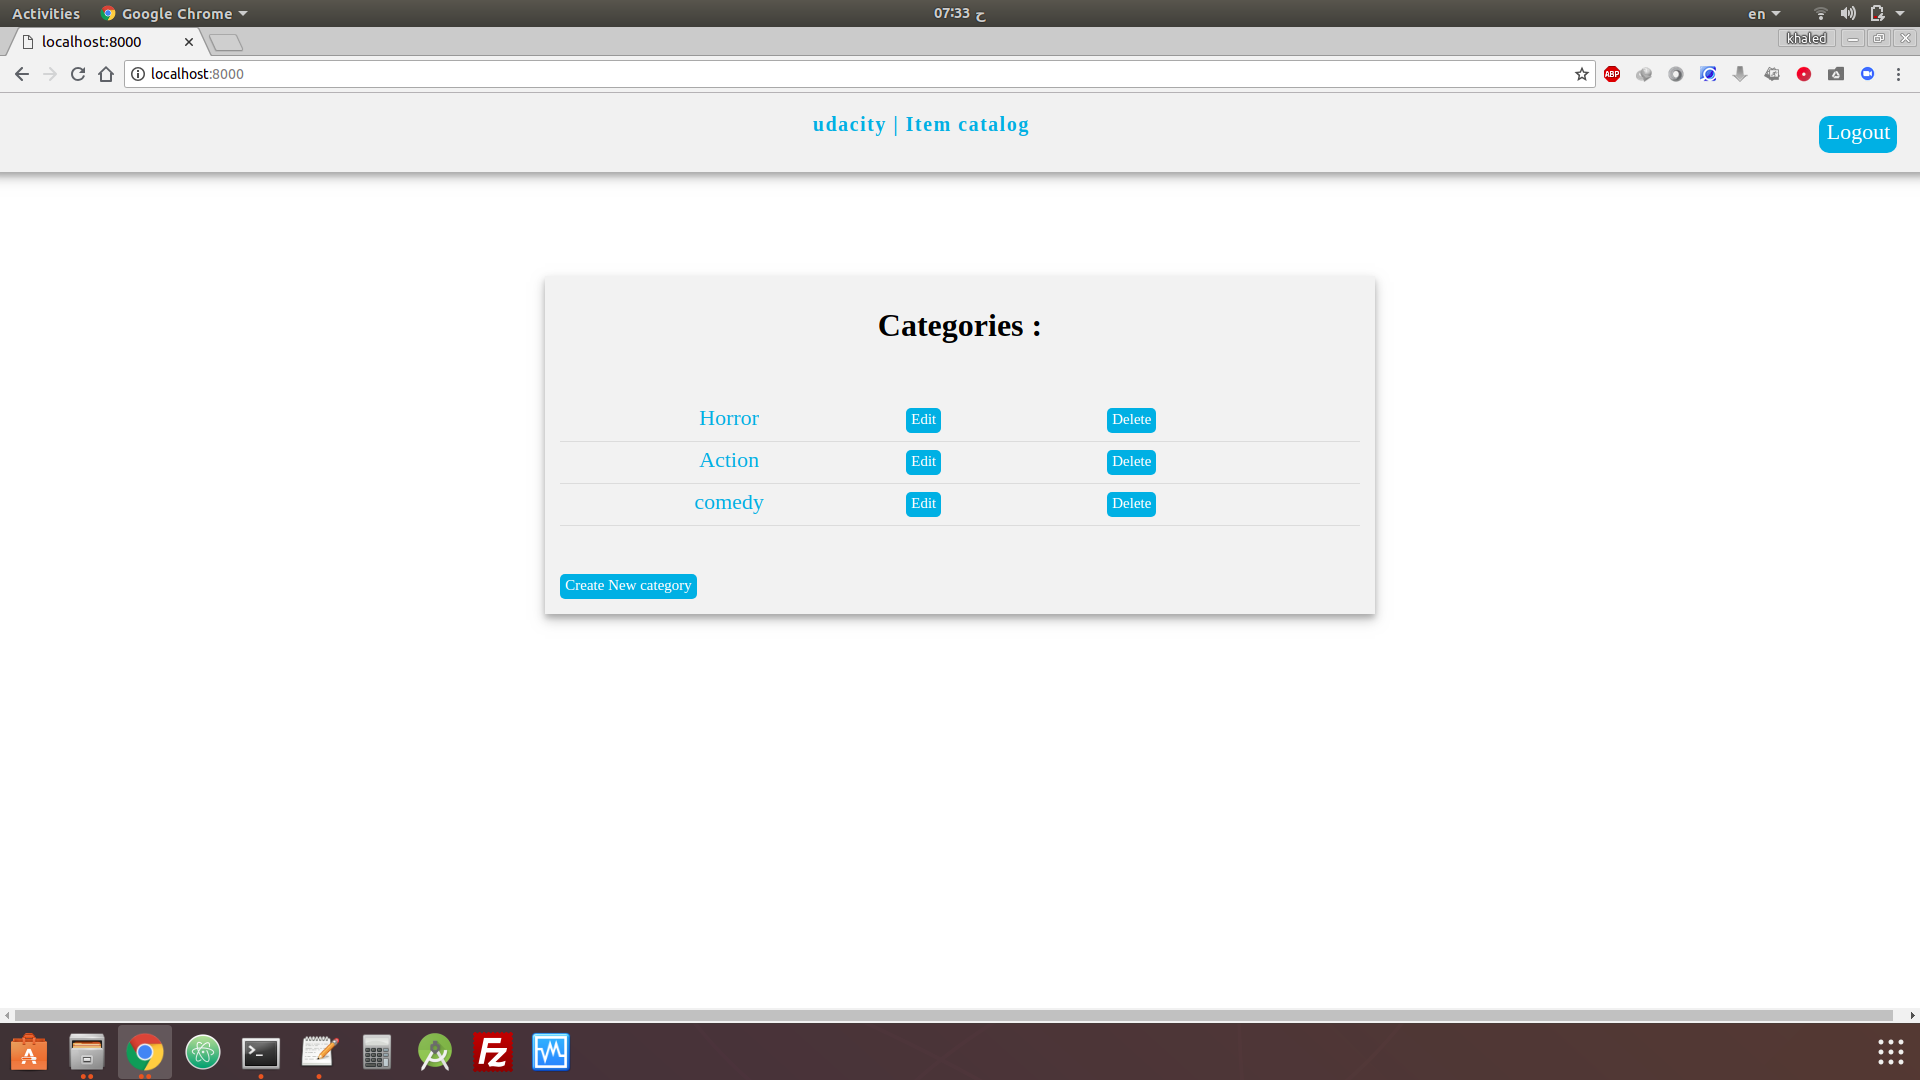 Activities Google Chrome 07:33 ح en
localhost:8000 khaled
localhost:8000 ABP
udacity | Item catalog Logout
Categories :
Horror Edit Delete
Action Edit Delete
comedy Edit Delete
Create New category